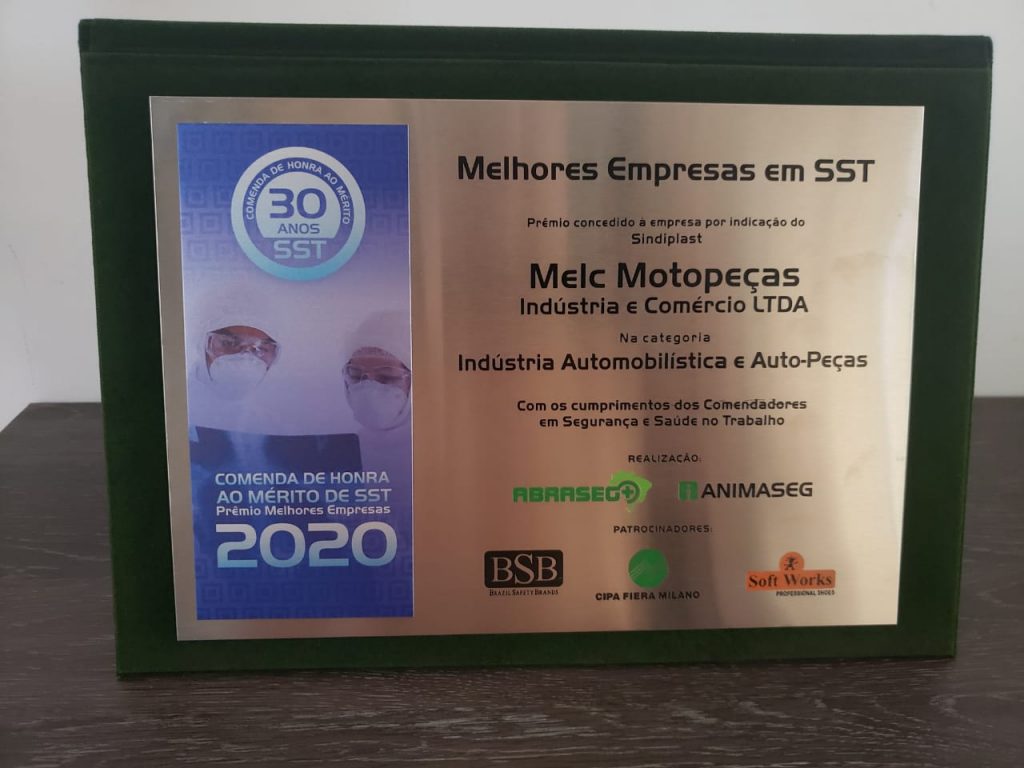 COMENDA DE HONRA AO MÉRITO
30
ANOS
SST
COMENDA DE HONRA
AO MÉRITO DE SST
Prêmio Melhores Empresas
2020
Melhores Empresas em SST
Prêmio concedido à empresa por indicação do
Sindiplast
Melc Motopeças
Indústria e Comércio LTDA
Na categoria
Indústria Automobilística e Auto-Peças
Com os cumprimentos dos Comendadores
em Segurança e Saúde no Trabalho
REALIZAÇÃO:
ABRASEG
ANIMASEG
PATROCINADORES:
BSB
BRAZIL SAFETY BRANDS
CIPA FIERA MILANO
Soft Works
PROFESSIONAL SHOES